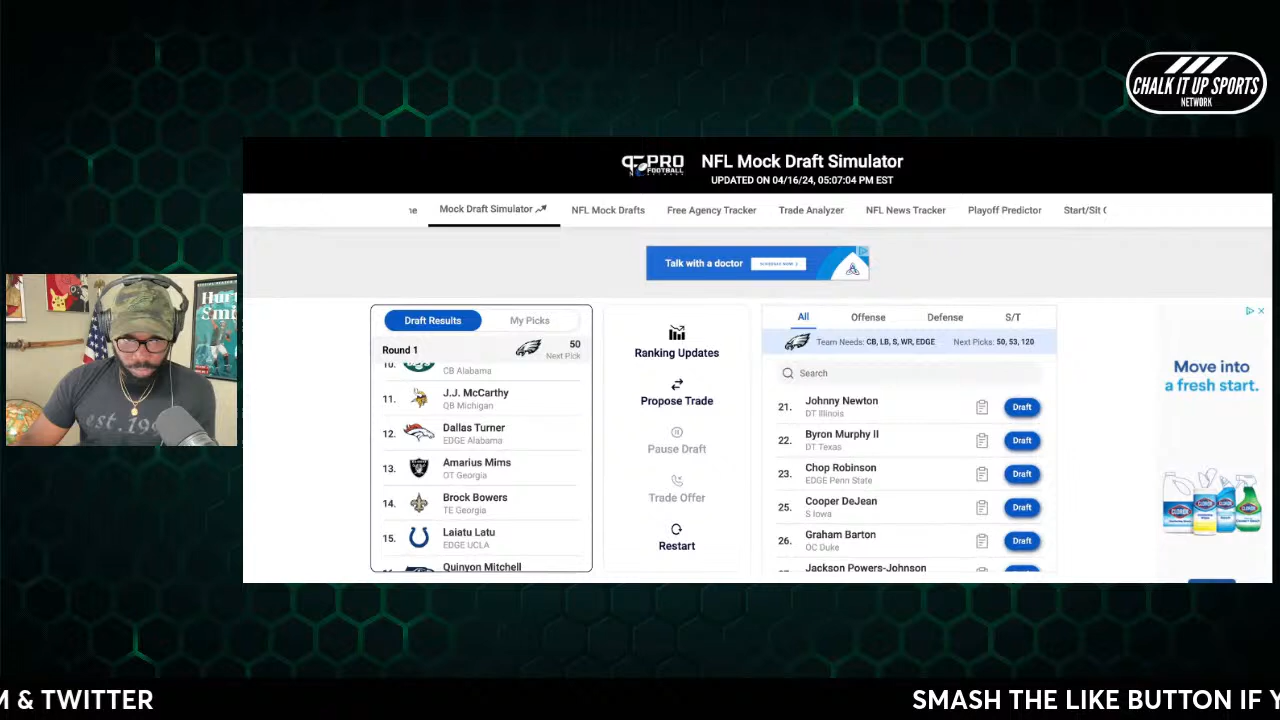 CHALK IT UP SPORTS
NETWORK
PRO
FOOTBALL
NFL Mock Draft Simulator
UPDATED ON 04/16/24, 05:07:04 PM EST
Mock Draft Simulator
NFL Mock Drafts
Free Agency Tracker
Trade Analyzer
NFL News Tracker
Playoff Predictor
Start/Sit
Talk with a doctor
Draft Results
My Picks
Round 1
50
Next Pick
10.
CB Alabama
11.
J.J. McCarthy
QB Michigan
12.
Dallas Turner
EDGE Alabama
13.
Amarius Mims
OT Georgia
14.
Brock Bowers
TE Georgia
15.
Laiatu Latu
EDGE UCLA
Quinyon Mitchell
Ranking Updates
Propose Trade
Pause Draft
Trade Offer
Restart
All
Offense
Defense
S/T
Team Needs: CB, LB, S, WR, EDGE
Next Picks: 50, 53, 120
Search
21.
Johnny Newton
DT Illinois
Draft
22.
Byron Murphy II
DT Texas
Draft
23.
Chop Robinson
EDGE Penn State
Draft
25.
Cooper DeJean
S Iowa
Draft
26.
Graham Barton
OC Duke
Draft
Jackson Powers-Johnson
Move into
a fresh start.
CLOROX
est.19
M & TWITTER
SMASH THE LIKE BUTTON IF Y